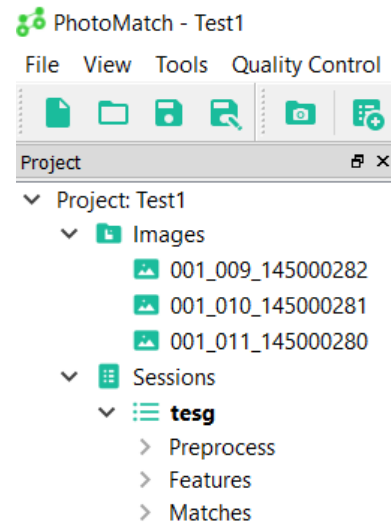 PhotoMatch - Test1
File View Tools Quality Control
Project
Project: Test1
Images
001_009_145000282
001_010_145000281
001_011_145000280
Sessions
tesg
Preprocess
Features
Matches